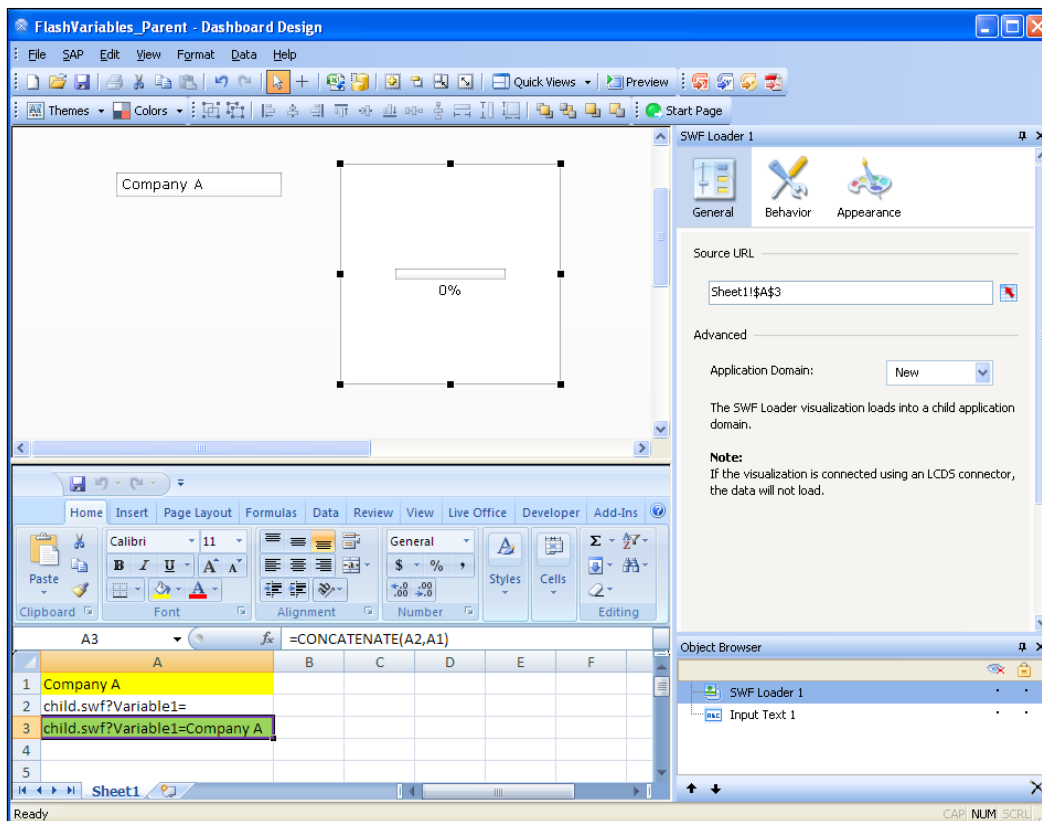 FlashVariables_Parent - Dashboard Design
File SAP Edit View Format Data Help
Quick Views Preview
Themes Colors Start Page
SWF Loader 1
Company A
0%
General Behavior Appearance
Source URL
Sheet1!$A$3
Advanced
Application Domain: New
The SWF Loader visualization loads into a child application
domain.
Note:
If the visualization is connected using an LCDS connector,
the data will not load.
Home Insert Page Layout Formulas Data Review View Live Office Developer Add-Ins
Calibri 11 General
Paste B I U A A $ % , Styles Cells Σ
Clipboard Font Alignment Number Editing
A3 fx =CONCATENATE(A2,A1)
A B C D E F
1 Company A
2 child.swf?Variable1=
3 child.swf?Variable1=Company A
4
5
Sheet1
Ready
Object Browser
SWF Loader 1
Input Text 1
CAP NUM SCRL